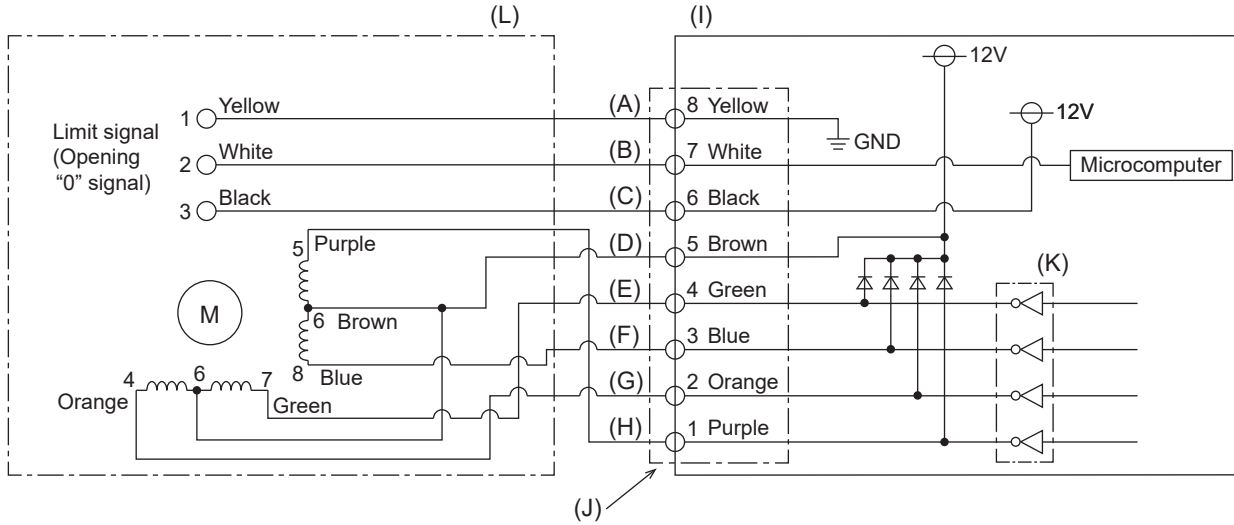 (L)
(I)
12V
12V
Limit signal
(Opening
“0” signal)
1 Yellow (A) 8 Yellow
GND
2 White (B) 7 White
Microcomputer
3 Black (C) 6 Black
5 Purple
(D) 5 Brown
(K)
(E) 4 Green
M
6 Brown
(F) 3 Blue
8 Blue
4 6 7
Orange
Green
(G) 2 Orange
(H) 1 Purple
(J)